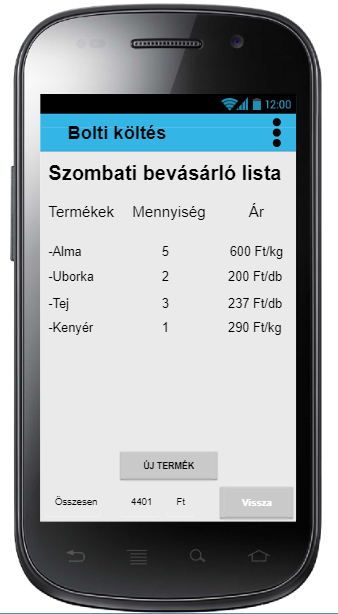 12:00
Bolti költés
Szombati bevásárló lista
Termékek Mennyiség Ár
-Alma 5 600 Ft/kg
-Uborka 2 200 Ft/db
-Tej 3 237 Ft/db
-Kenyér 1 290 Ft/kg
ÚJ TERMÉK
Összesen 4401 Ft Vissza